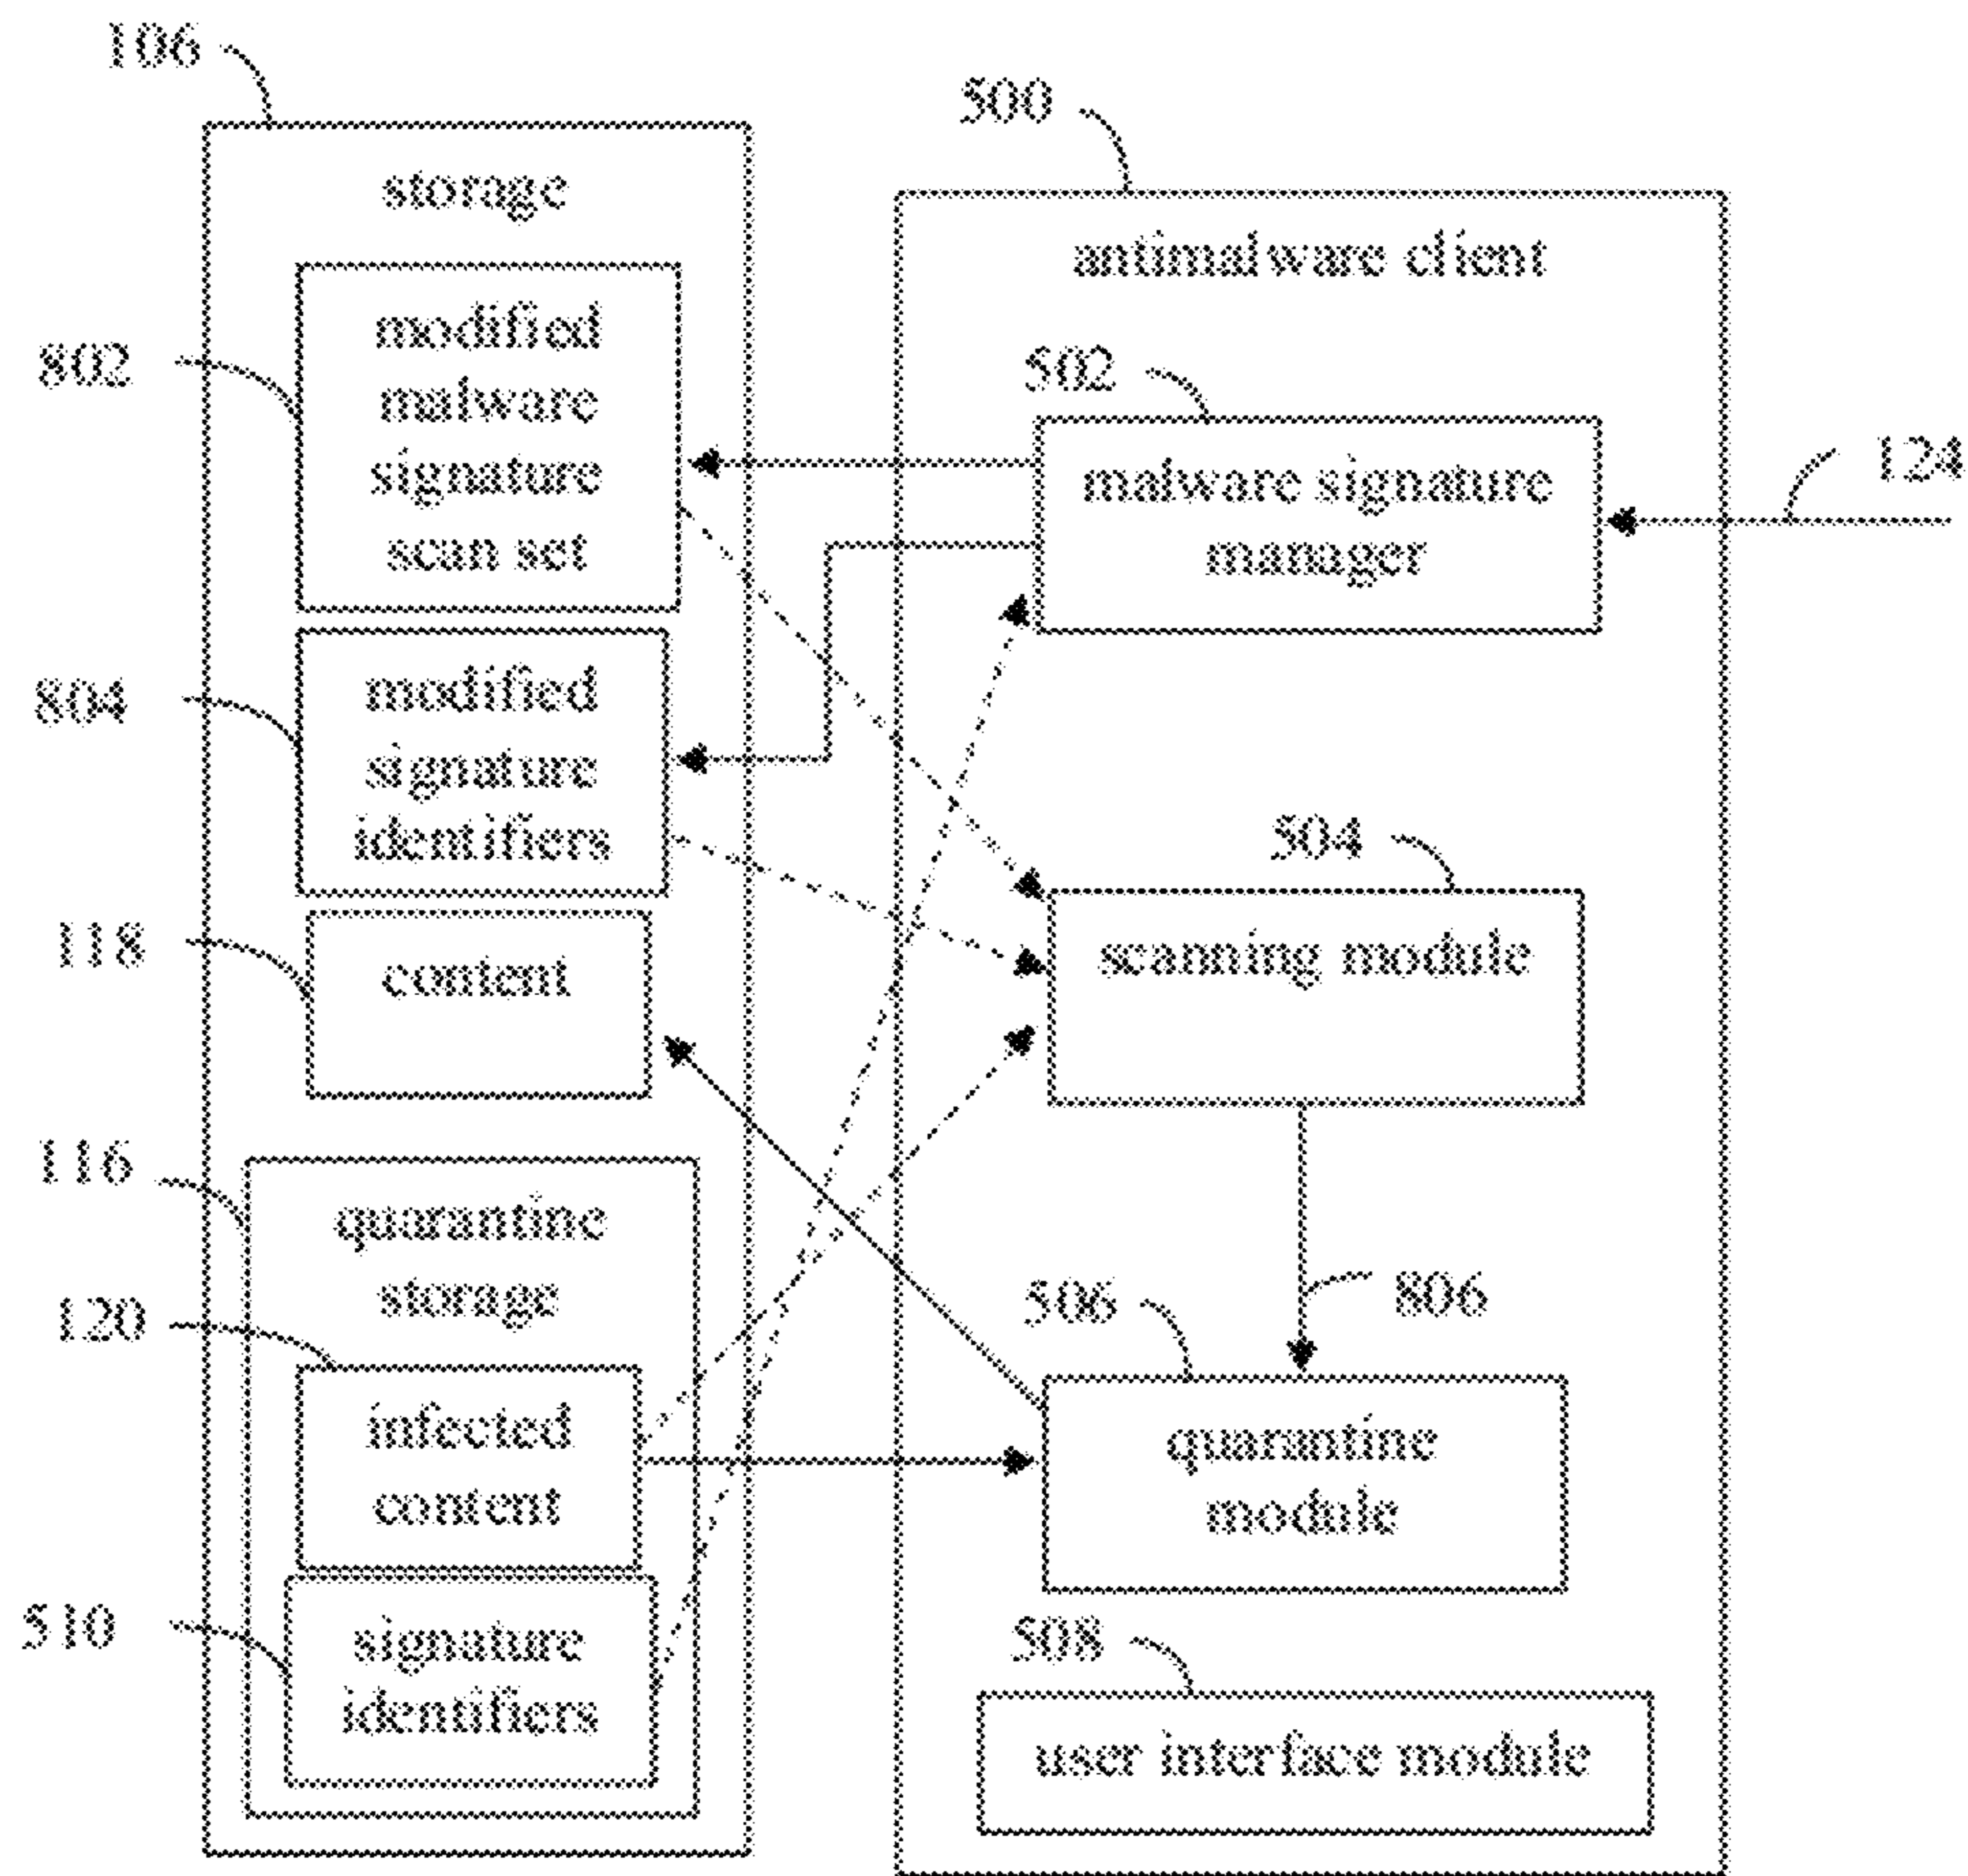 106
500
storage
antimalware client
802
modified
malware
signature
scan set
502
malware signature
manager
124
804
modified
signature
identifiers
504
scanning module
118
content
116
quarantine
storage
120
infected
content
506
806
quarantine
module
510
signature
identifiers
508
user interface module